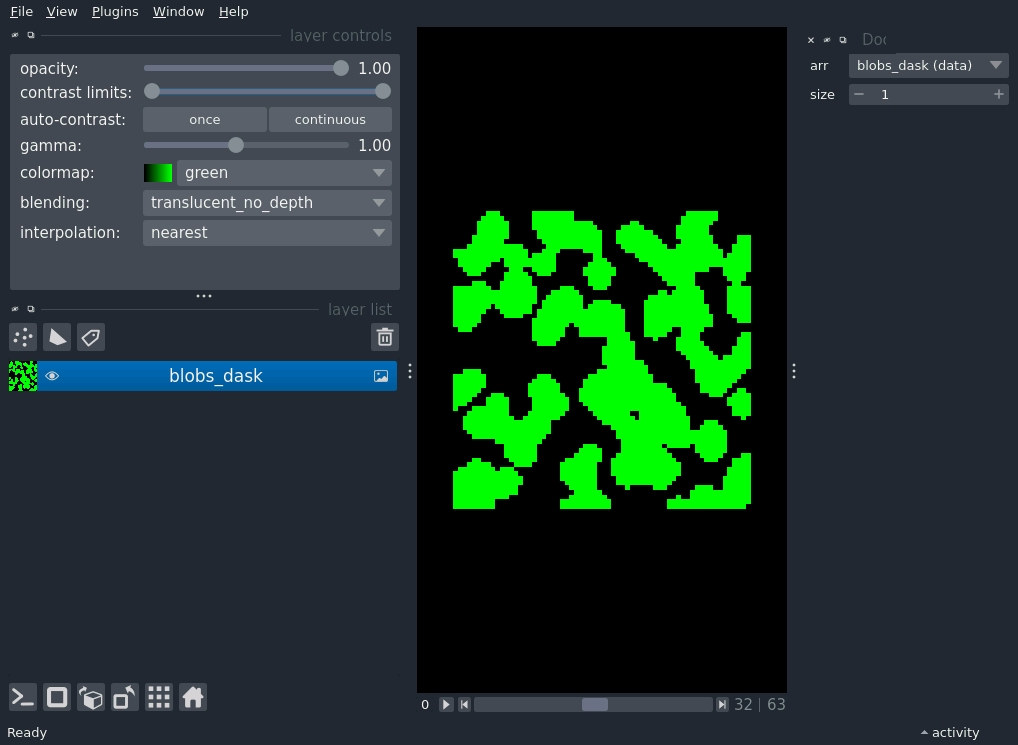 File View Plugins Window Help
layer controls
opacity: 1.00
contrast limits:
auto-contrast: once continuous
gamma: 1.00
colormap: green
blending: translucent_no_depth
interpolation: nearest
layer list
blobs_dask
0 32 | 63
Ready
activity
arr blobs_dask (data)
size 1